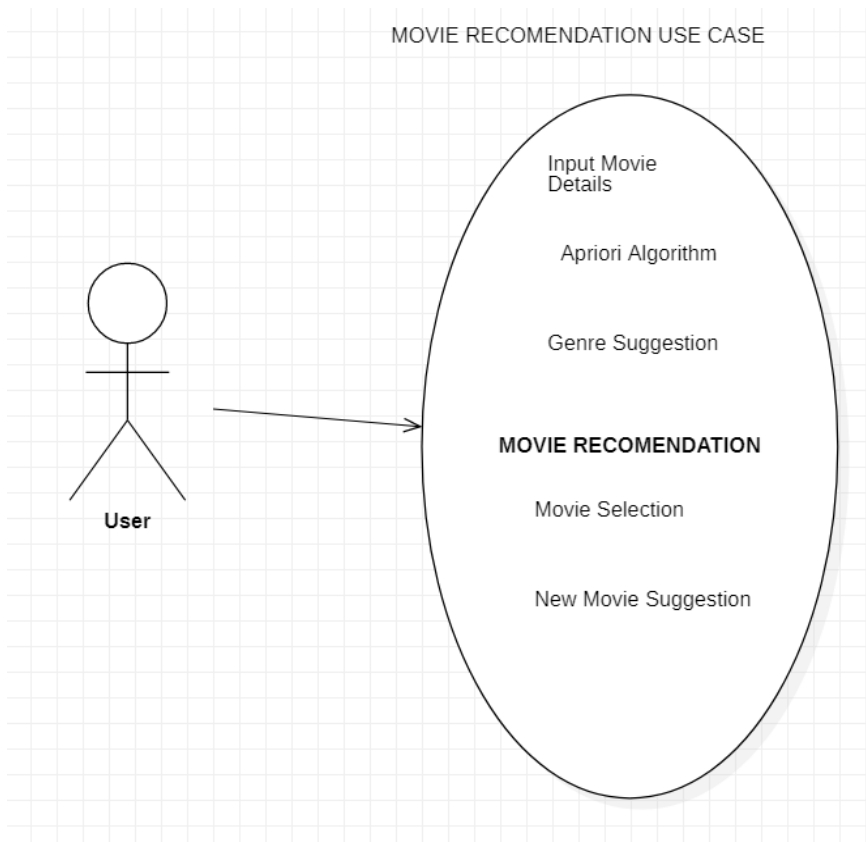 MOVIE RECOMENDATION USE CASE
Input Movie
Details
Apriori Algorithm
Genre Suggestion
MOVIE RECOMENDATION
Movie Selection
User
New Movie Suggestion